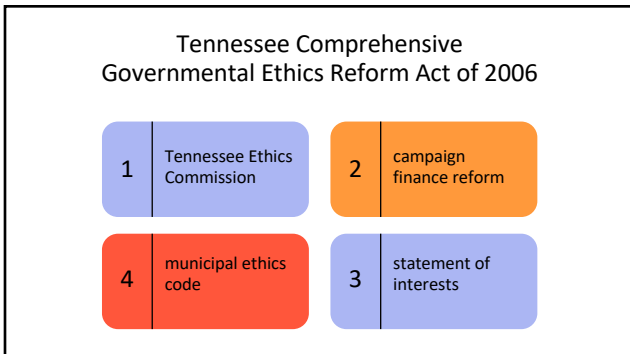 Tennessee Comprehensive
Governmental Ethics Reform Act of 2006
1
Tennessee Ethics
Commission
2
campaign
finance reform
4
municipal ethics
code
3
statement of
interests